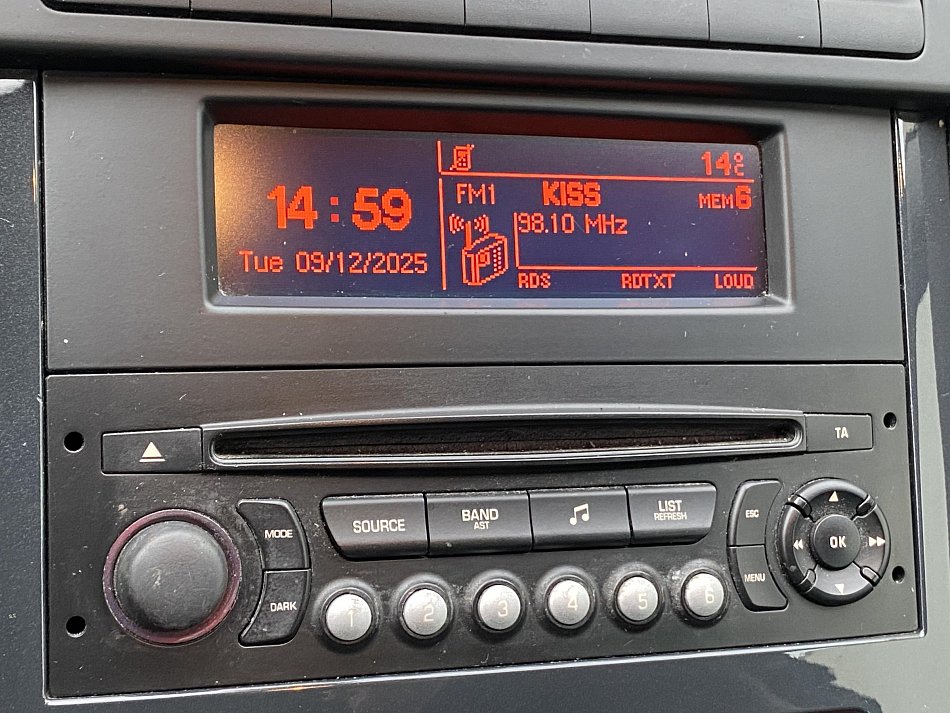 14°C
14:59
FM1 KISS MEM6
98.10 MHz
Tue 09/12/2025
RDS RDTXT LOUD
TA
SOURCE
BAND
AST
LIST
REFRESH
ESC
MODE
OK
MENU
DARK
1 2 3 4 5 6